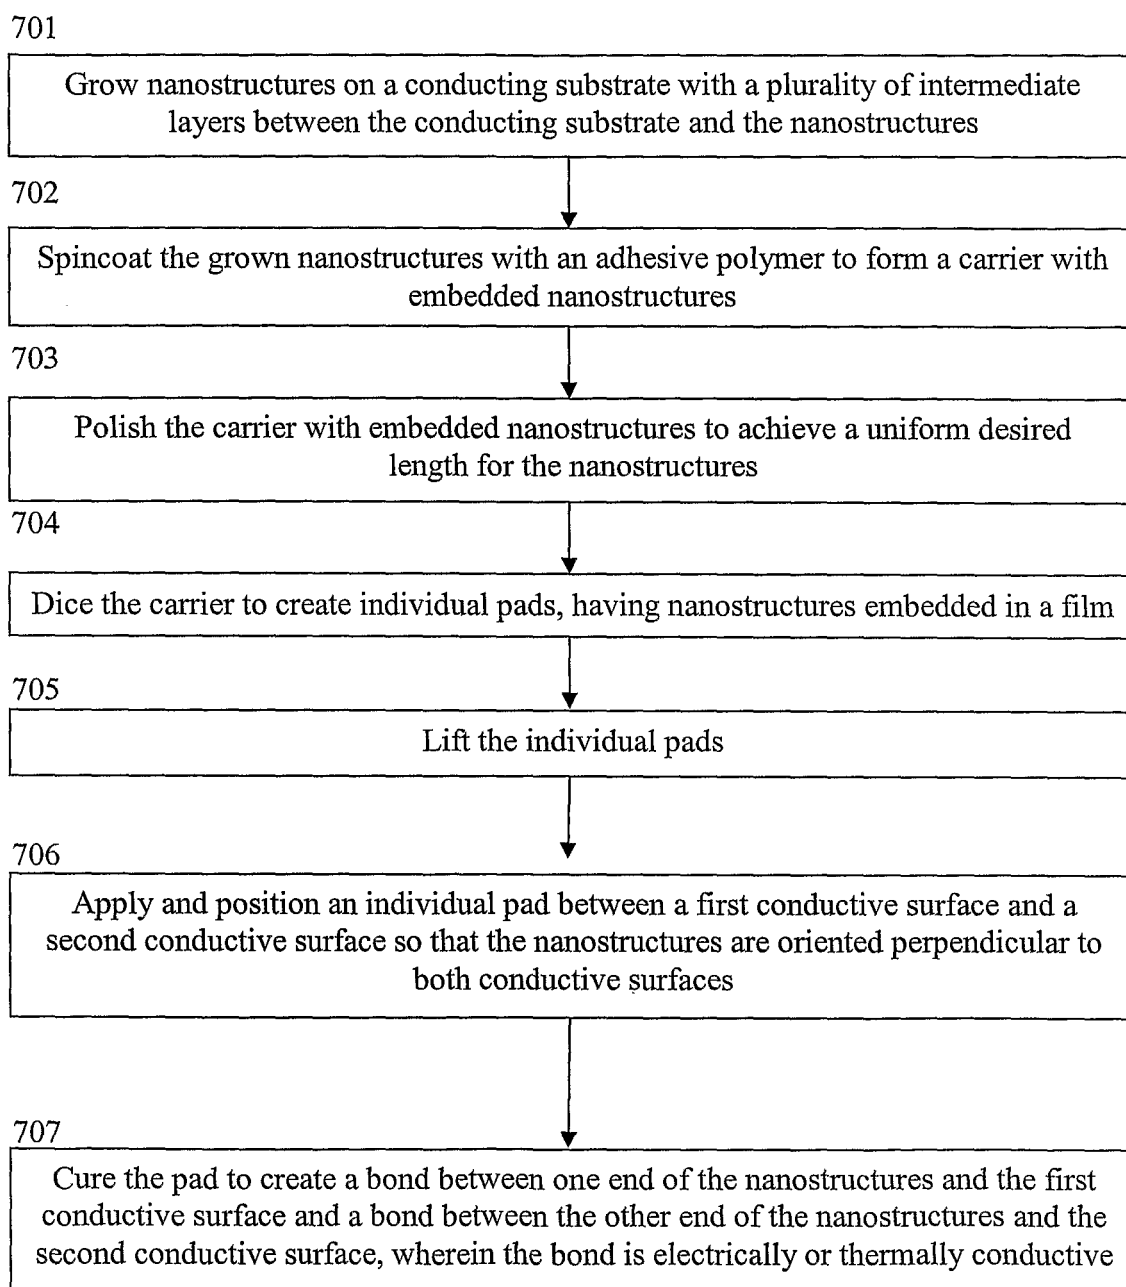 701
Grow nanostructures on a conducting substrate with a plurality of intermediate
layers between the conducting substrate and the nanostructures
702
Spincoat the grown nanostructures with an adhesive polymer to form a carrier with
embedded nanostructures
703
Polish the carrier with embedded nanostructures to achieve a uniform desired
length for the nanostructures
704
Dice the carrier to create individual pads, having nanostructures embedded in a film
705
Lift the individual pads
706
Apply and position an individual pad between a first conductive surface and a
second conductive surface so that the nanostructures are oriented perpendicular to
both conductive surfaces
707
Cure the pad to create a bond between one end of the nanostructures and the first
conductive surface and a bond between the other end of the nanostructures and the
second conductive surface, wherein the bond is electrically or thermally conductive